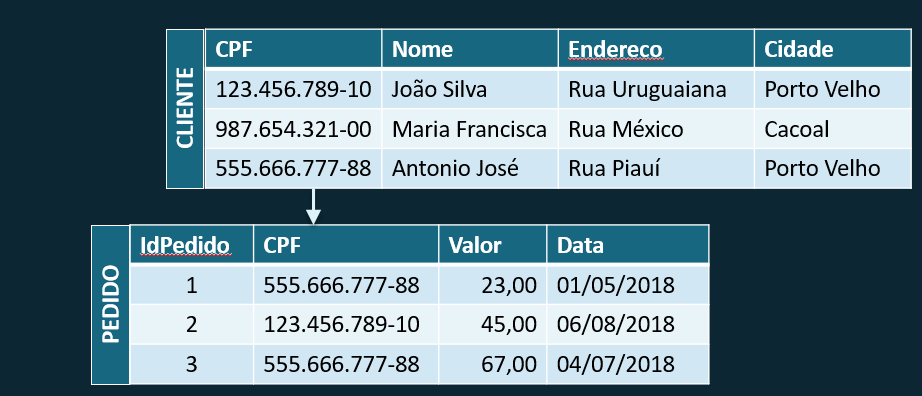 CLIENTE
CPF Nome Endereco Cidade
123.456.789-10 João Silva Rua Uruguaiana Porto Velho
987.654.321-00 Maria Francisca Rua México Cacoal
555.666.777-88 Antonio José Rua Piauí Porto Velho
PEDIDO
IdPedido CPF Valor Data
1 555.666.777-88 23,00 01/05/2018
2 123.456.789-10 45,00 06/08/2018
3 555.666.777-88 67,00 04/07/2018